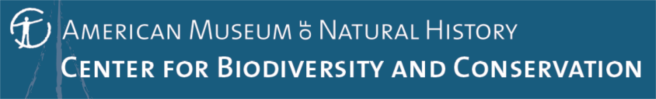 American Museum of Natural History
Center for Biodiversity and Conservation